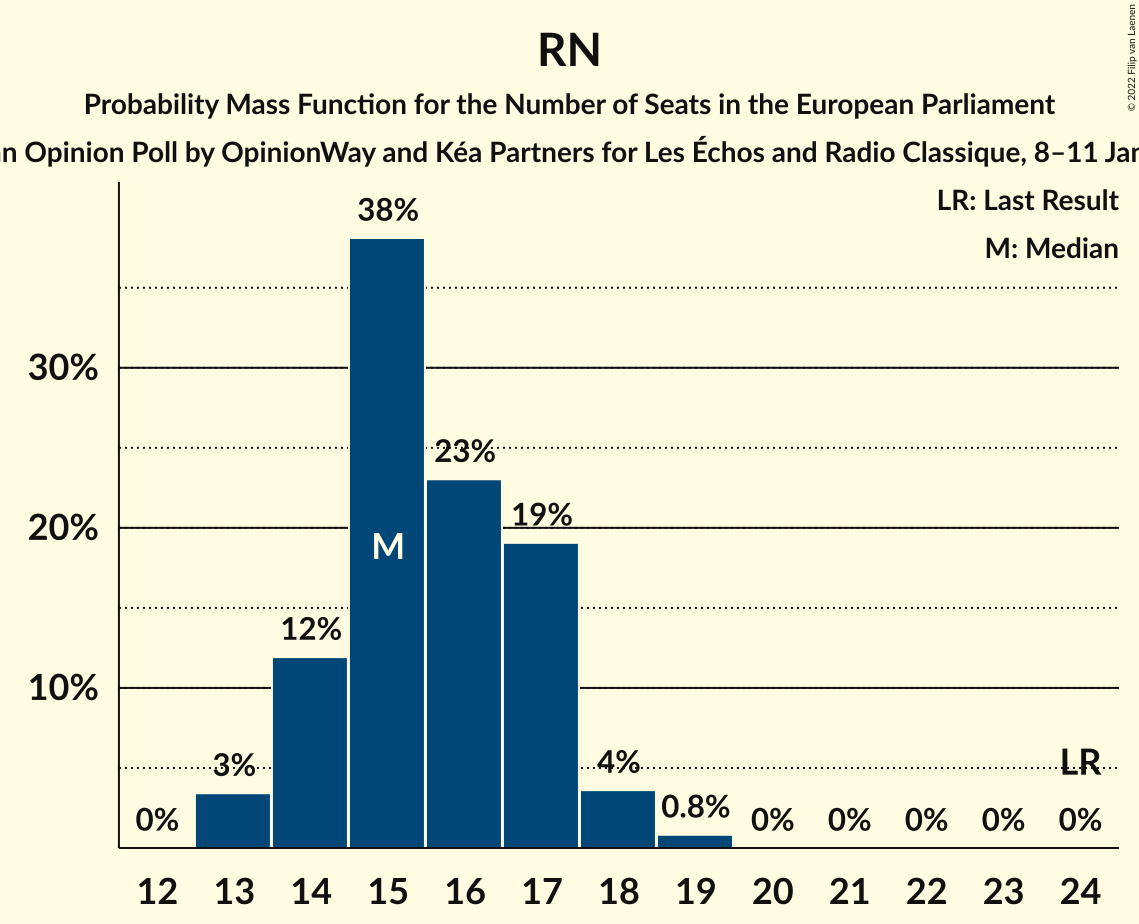 RN
Probability Mass Function for the Number of Seats in the European Parliament
n Opinion Poll by OpinionWay and Kéa Partners for Les Échos and Radio Classique, 8–11 Jan
© 2022 Filip van Laenen
LR: Last Result
M: Median
38%
30%
23%
20%
19%
M
12%
10%
3%
4%
LR
0%
0.8%
0%
0%
0%
0%
0%
12 13 14 15 16 17 18 19 20 21 22 23 24